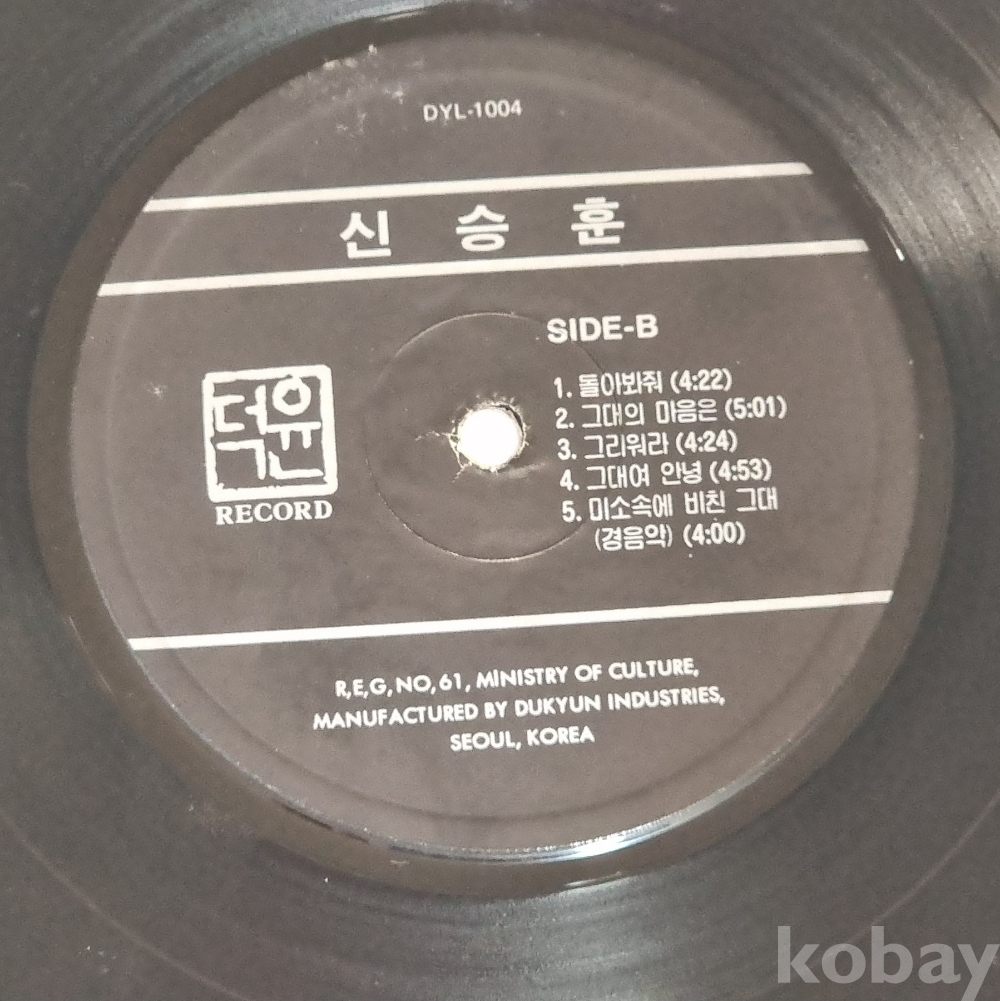 DYL-1004
신 승 훈
SIDE-B
1. 돌아봐줘 (4:22)
2. 그대의 마음은 (5:01)
3. 그리워라 (4:24)
4. 그대여 안녕 (4:53)
5. 미소속에 비친 그대
(경음악) (4:00)
덕윤
RECORD
R,E,G,NO,61, MINISTRY OF CULTURE,
MANUFACTURED BY DUKYUN INDUSTRIES,
SEOUL, KOREA
kobay